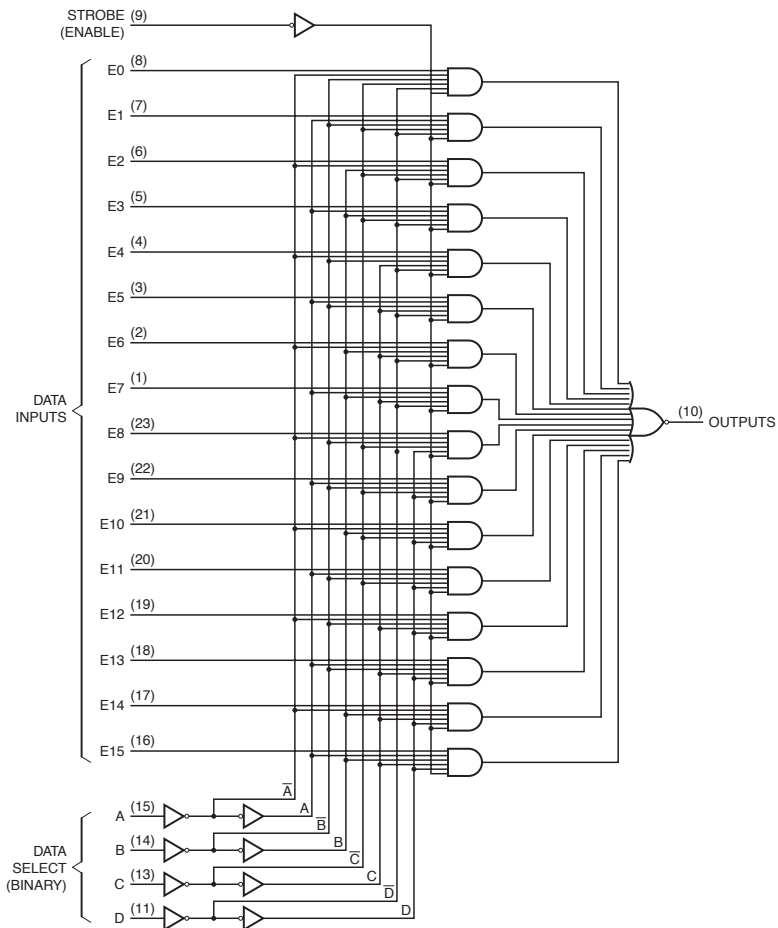 STROBE (9)
(ENABLE)
E0 (8)
E1 (7)
E2 (6)
E3 (5)
E4 (4)
E5 (3)
E6 (2)
E7 (1)
DATA
INPUTS
(10) OUTPUTS
E8 (23)
E9 (22)
E10 (21)
E11 (20)
E12 (19)
E13 (18)
E14 (17)
E15 (16)
A̅
A (15) A
B̅
B (14) B
DATA
SELECT
(BINARY)
C̅
C (13) C
D̅
D (11) D